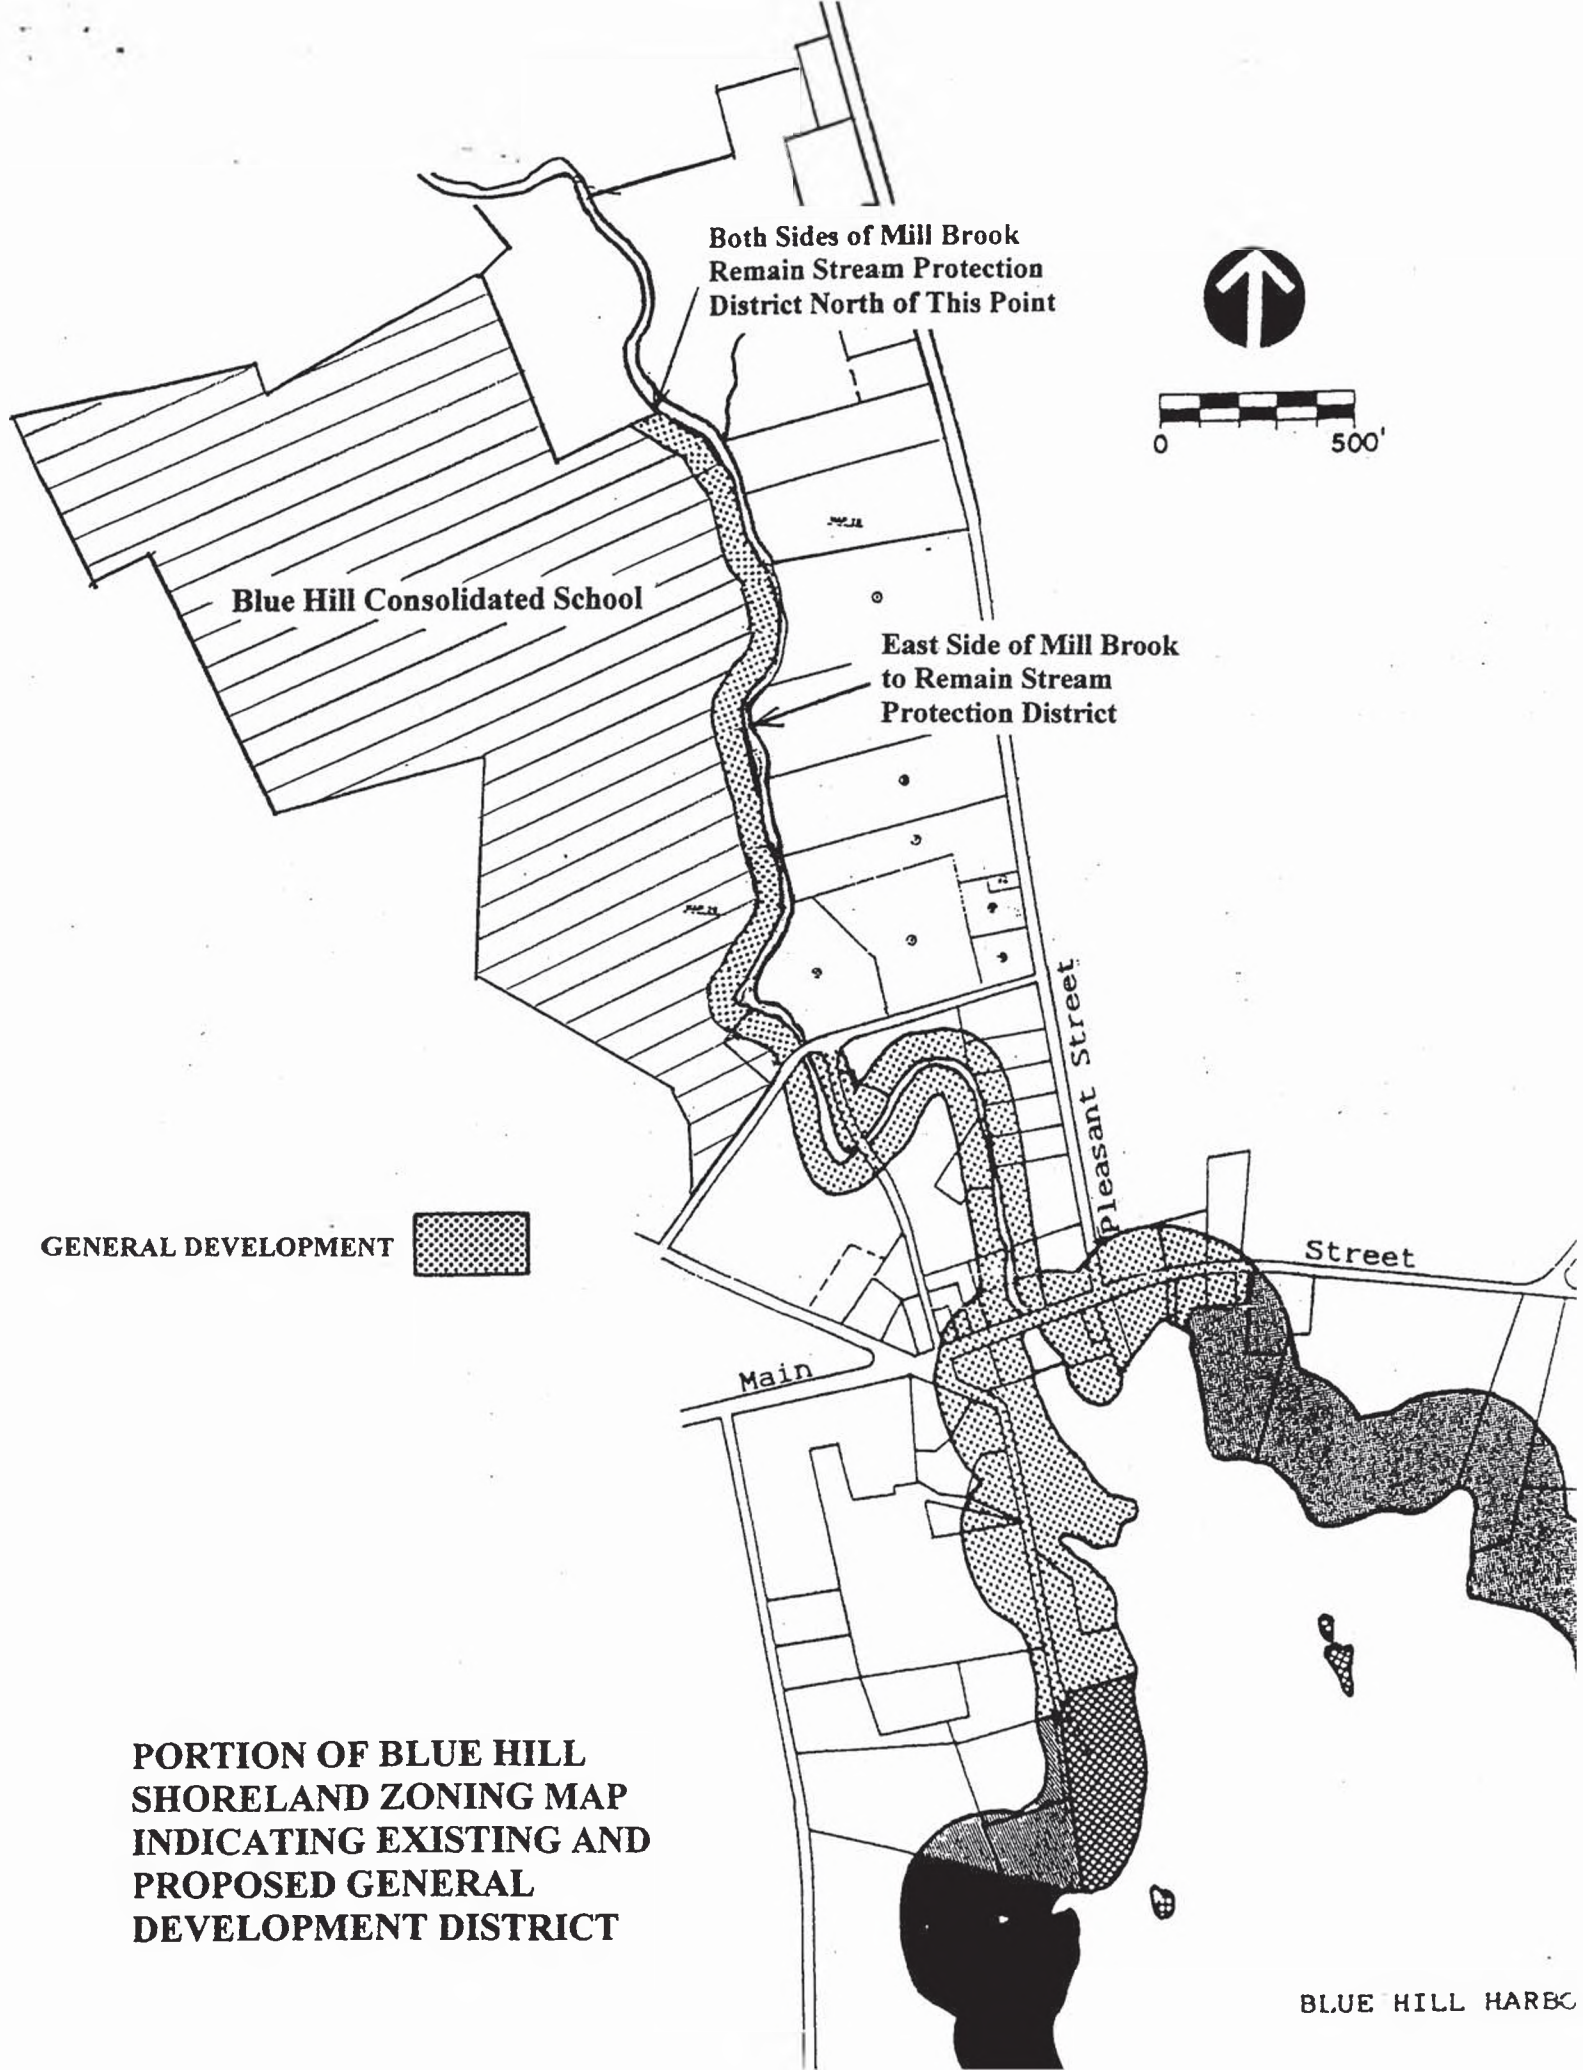 Both Sides of Mill Brook
Remain Stream Protection
District North of This Point
0 500'
Blue Hill Consolidated School
East Side of Mill Brook
to Remain Stream
Protection District
Pleasant Street
GENERAL DEVELOPMENT
Street
Main
PORTION OF BLUE HILL
SHORELAND ZONING MAP
INDICATING EXISTING AND
PROPOSED GENERAL
DEVELOPMENT DISTRICT
BLUE HILL HARBO